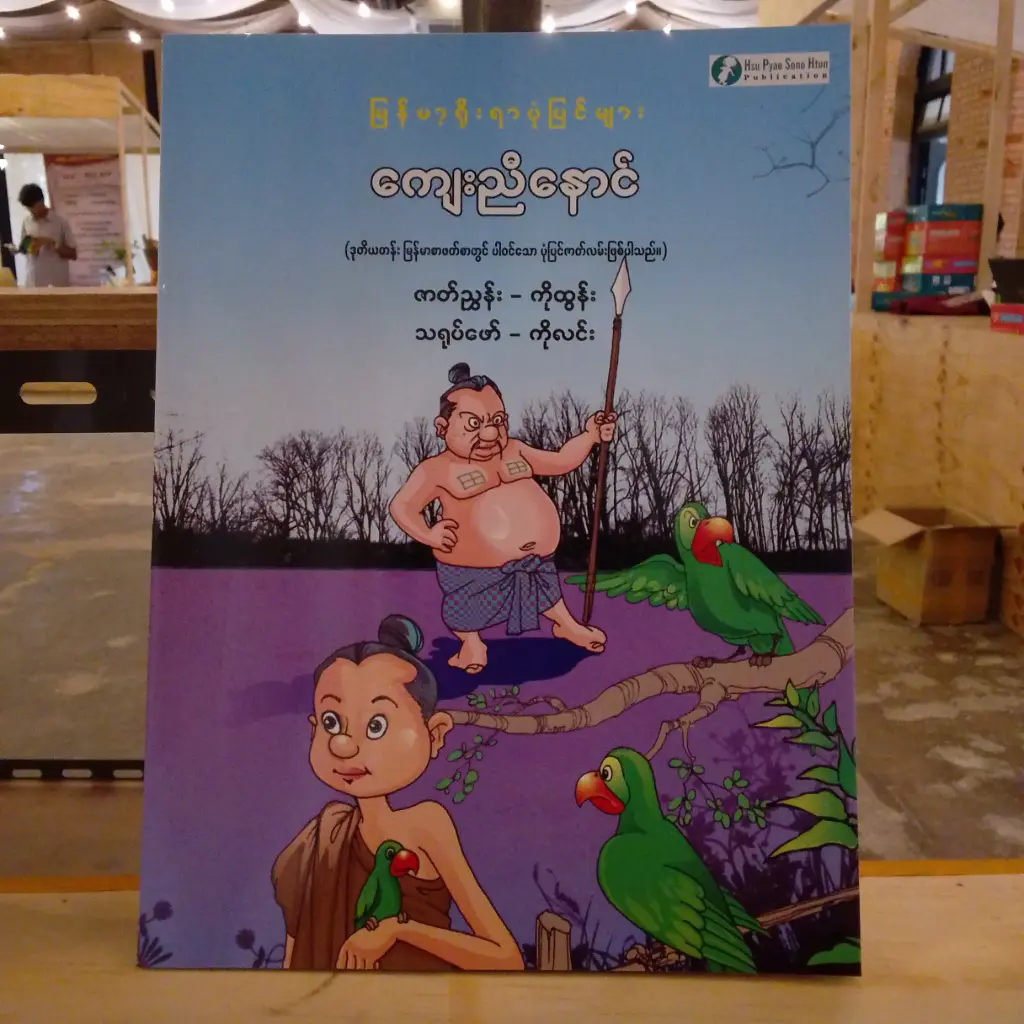 Hsu Pyae Sone Htun
Publication
မြန်မာ့ရိုးရာပုံပြင်များ
ကျေးညီနောင်
(ဒုတိယတန်း မြန်မာစာဖတ်စာတွင် ပါဝင်သော ပုံပြင်ဇာတ်လမ်းဖြစ်ပါသည်။)
ဇာတ်ညွှန်း – ကိုထွန်း
သရုပ်ဖော် – ကိုလင်း